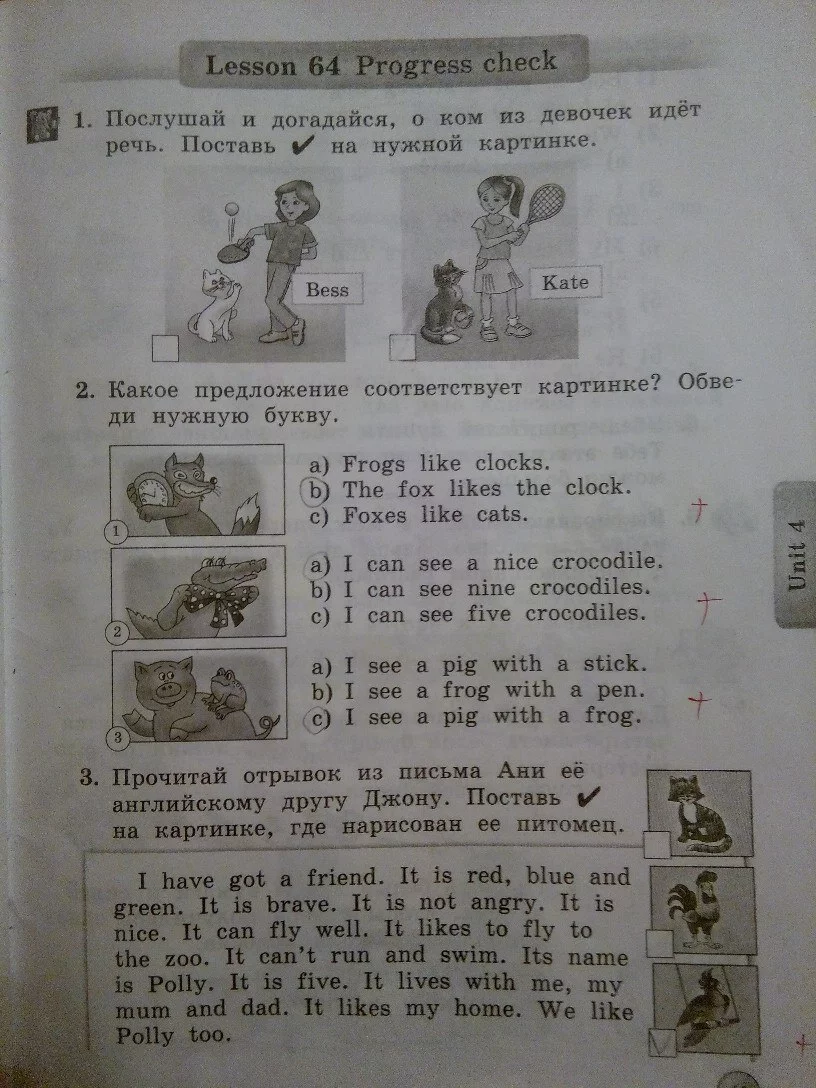 Lesson 64 Progress check
1. Послушай и догадайся, о ком из девочек идёт
речь. Поставь ✔ на нужной картинке.
Bess
Kate
2. Какое предложение соответствует картинке? Обве-
ди нужную букву.
1
a) Frogs like clocks.
b) The fox likes the clock.
c) Foxes like cats.
2
a) I can see a nice crocodile.
b) I can see nine crocodiles.
c) I can see five crocodiles.
3
a) I see a pig with a stick.
b) I see a frog with a pen.
c) I see a pig with a frog.
Unit 4
3. Прочитай отрывок из письма Ани её
английскому другу Джону. Поставь ✔
на картинке, где нарисован ее питомец.
I have got a friend. It is red, blue and
green. It is brave. It is not angry. It is
nice. It can fly well. It likes to fly to
the zoo. It can't run and swim. Its name
is Polly. It is five. It lives with me, my
mum and dad. It likes my home. We like
Polly too.